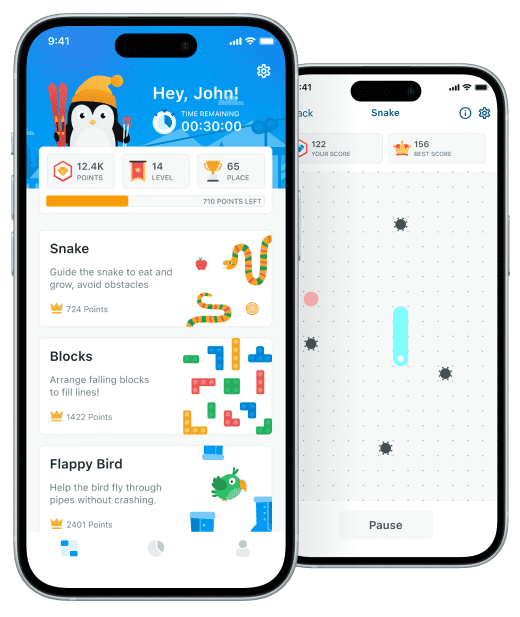 9:41
Hey, John!
TIME REMAINING
00:30:00
12.4K
POINTS
14
LEVEL
65
PLACE
710 POINTS LEFT
Snake
Guide the snake to eat and
grow, avoid obstacles
724 Points
Blocks
Arrange falling blocks
to fill lines!
1422 Points
Flappy Bird
Help the bird fly through
pipes without crashing.
2401 Points
:41
ack
Snake
122
YOUR SCORE
156
BEST SCORE
Pause